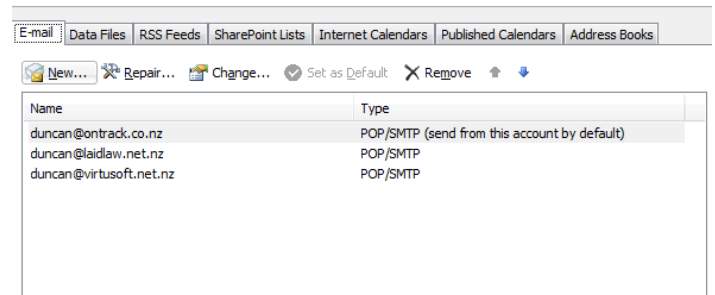 E-mail Data Files RSS Feeds SharePoint Lists Internet Calendars Published Calendars Address Books
New... Repair... Change... Set as Default Remove
Name Type
duncan@ontrack.co.nz POP/SMTP (send from this account by default)
duncan@laidlaw.net.nz POP/SMTP
duncan@virtusoft.net.nz POP/SMTP